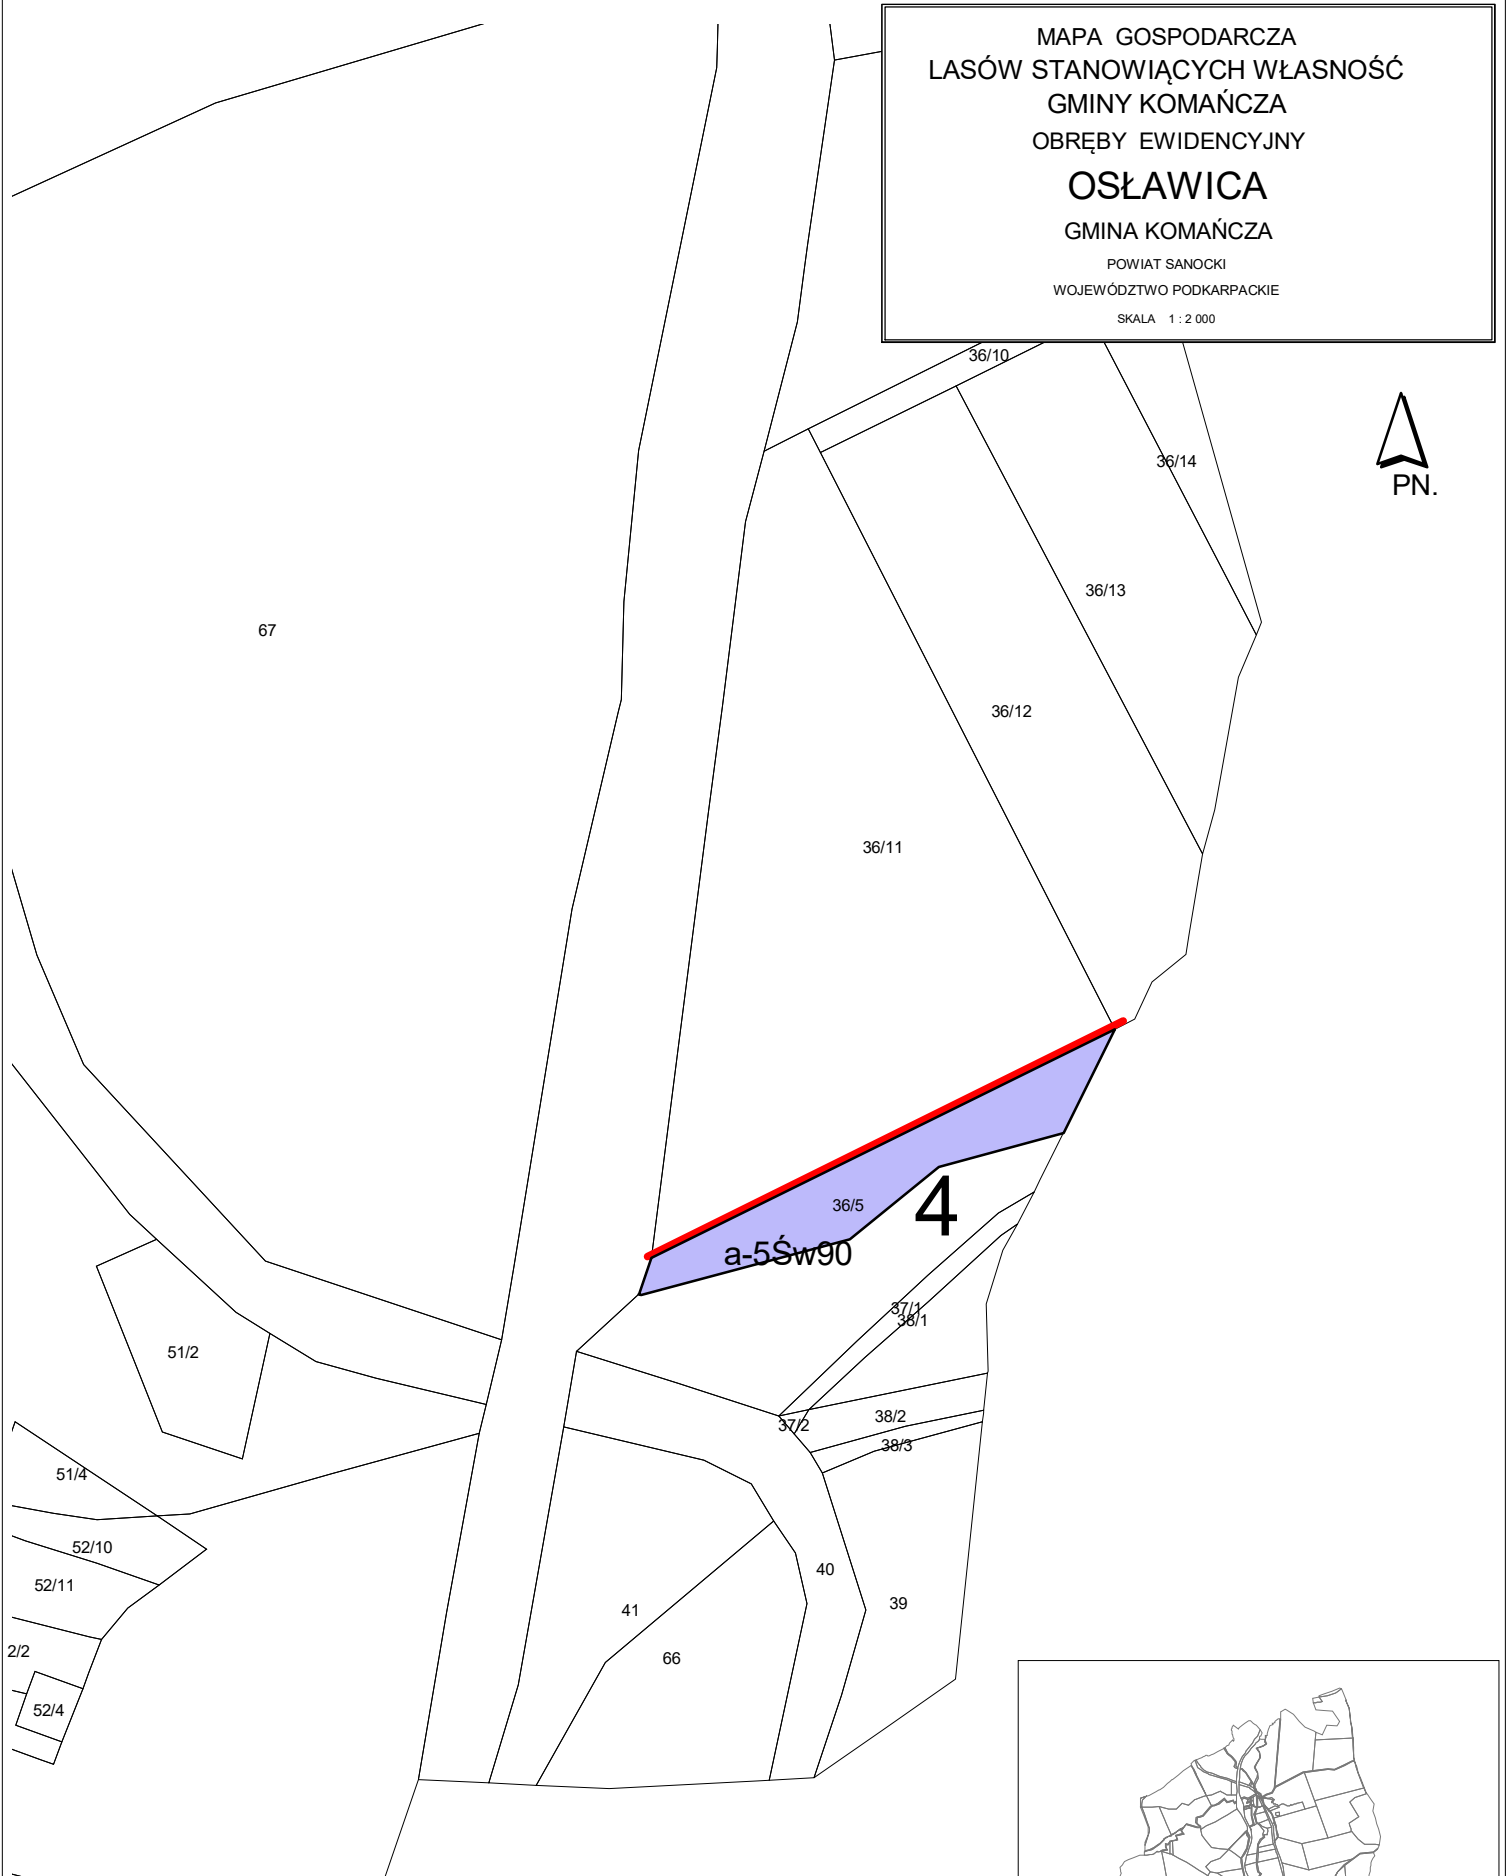 MAPA GOSPODARCZA
LASÓW STANOWIĄCYCH WŁASNOŚĆ
GMINY KOMAŃCZA
OBRĘBY EWIDENCYJNY
OSŁAWICA
GMINA KOMAŃCZA
POWIAT SANOCKI
WOJEWÓDZTWO PODKARPACKIE
SKALA 1 : 2 000
36/10
36/14
PN.
36/13
67
36/12
36/11
36/5
4
a-5Św90
37/1
38/1
51/2
38/2
37/2
38/3
51/4
52/10
40
52/11
39
41
2/2
66
52/4